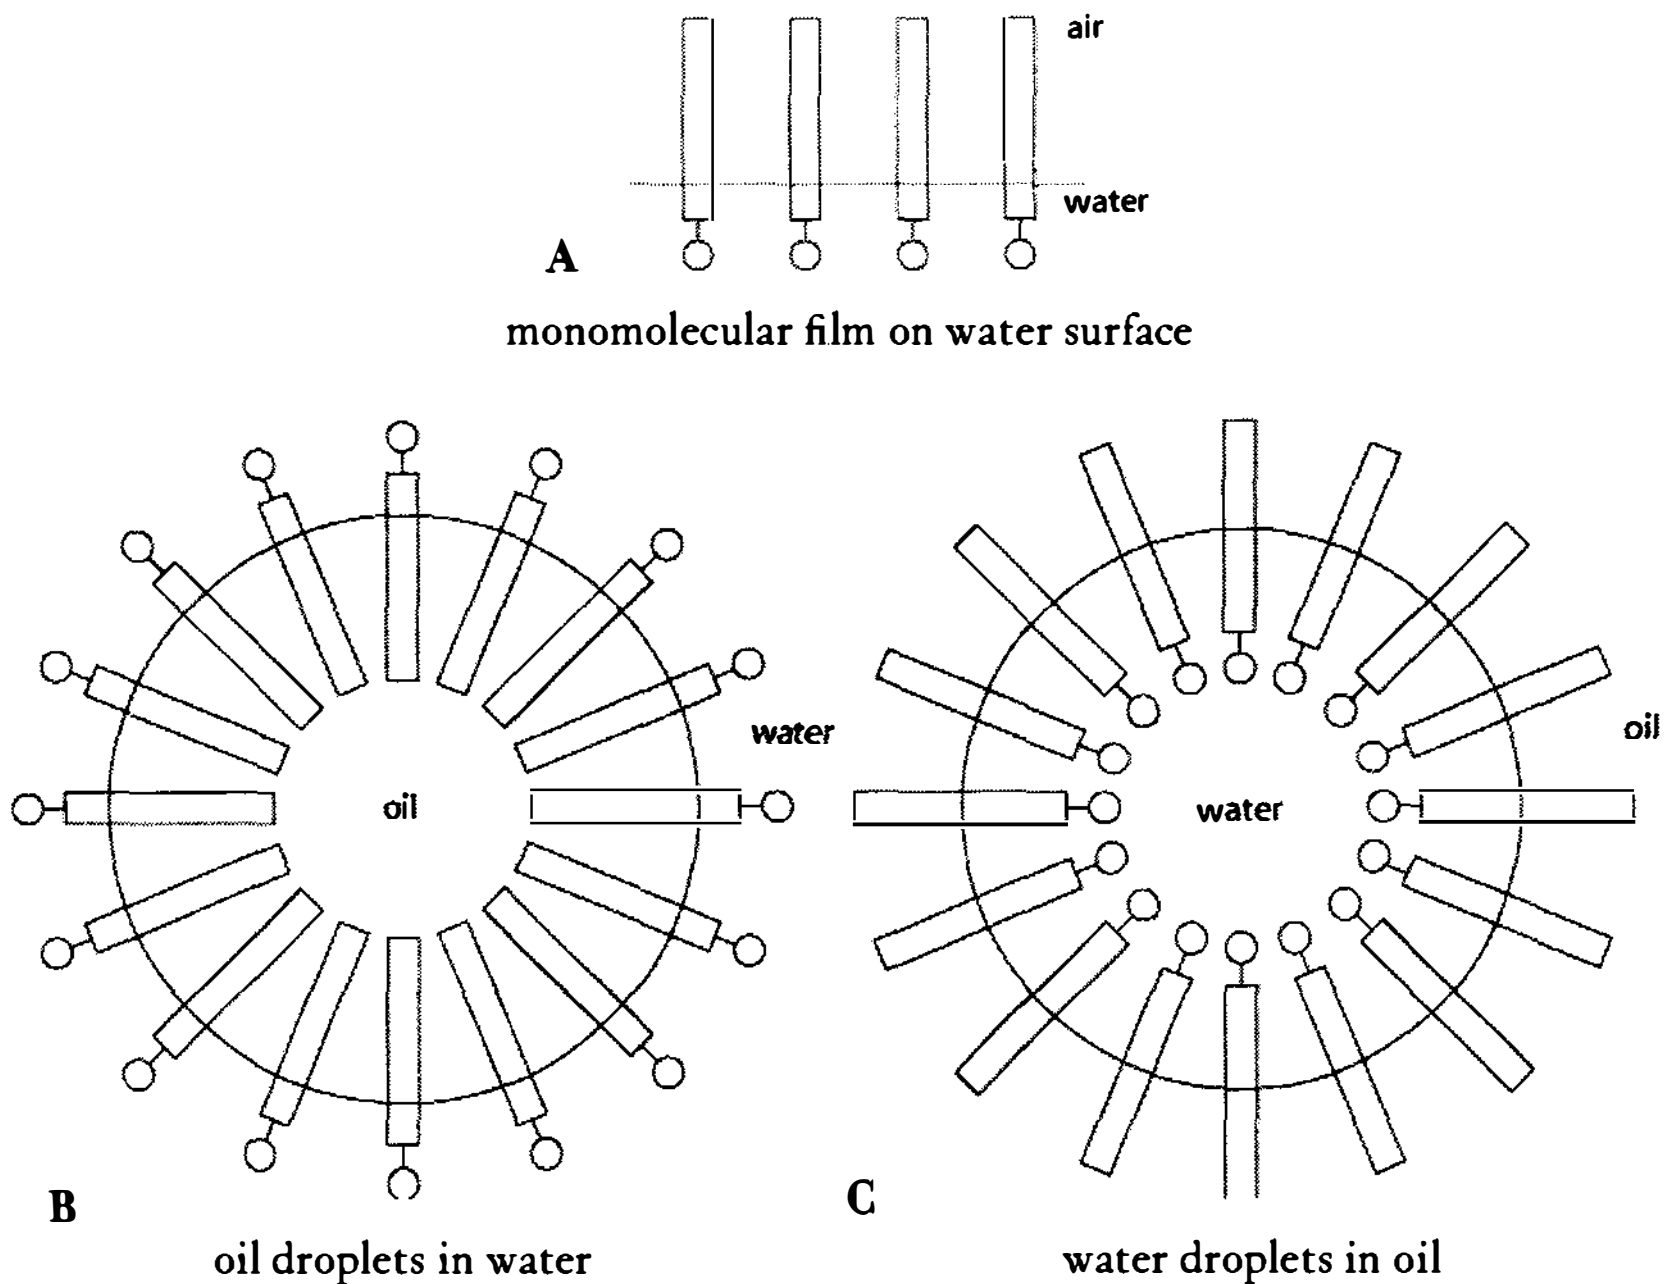 air
water
A
monomolecular film on water surface
water
oil
B
oil droplets in water
oil
water
C
water droplets in oil